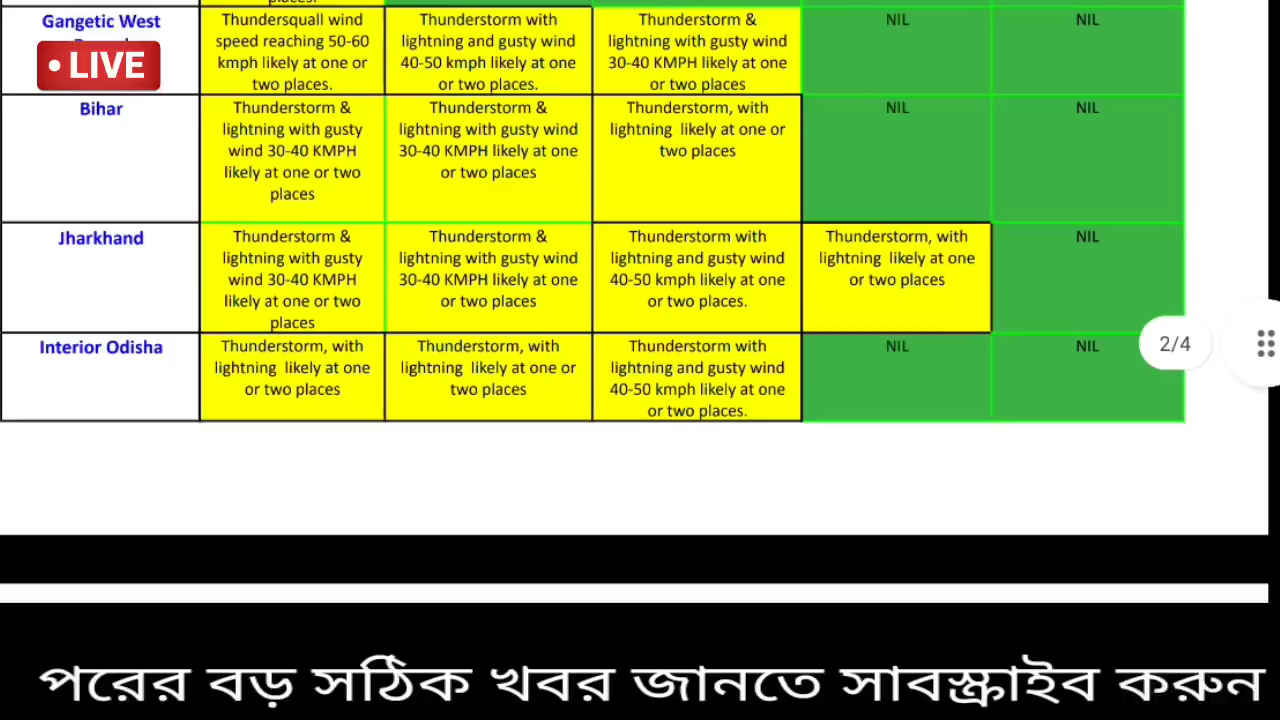 places.
Gangetic West
Thundersquall wind
speed reaching 50-60
kmph likely at one or
two places.
Thunderstorm with
lightning and gusty wind
40-50 kmph likely at one
or two places.
Thunderstorm &
lightning with gusty wind
30-40 KMPH likely at one
or two places
NIL
NIL
• LIVE
Bihar
Thunderstorm &
lightning with gusty
wind 30-40 KMPH
likely at one or two
places
Thunderstorm &
lightning with gusty wind
30-40 KMPH likely at one
or two places
Thunderstorm, with
lightning likely at one or
two places
NIL
NIL
Jharkhand
Thunderstorm &
lightning with gusty
wind 30-40 KMPH
likely at one or two
places
Thunderstorm &
lightning with gusty wind
30-40 KMPH likely at one
or two places
Thunderstorm with
lightning and gusty wind
40-50 kmph likely at one
or two places.
Thunderstorm, with
lightning likely at one
or two places
NIL
Interior Odisha
Thunderstorm, with
lightning likely at one
or two places
Thunderstorm, with
lightning likely at one or
two places
Thunderstorm with
lightning and gusty wind
40-50 kmph likely at one
or two places.
NIL
NIL
2/4
পরের বড় সঠিক খবর জানতে সাবস্ক্রাইব করুন